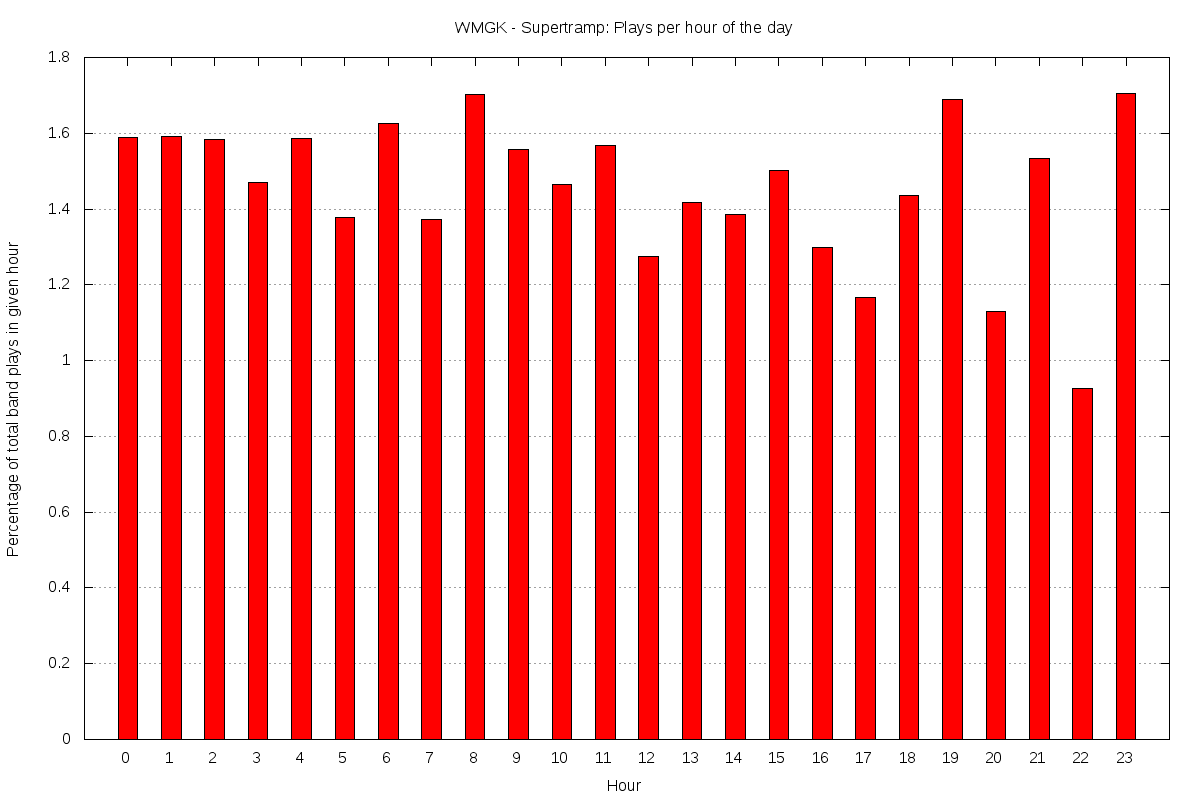 WMGK - Supertramp: Plays per hour of the day
Percentage of total band plays in given hour
1.8
1.6
1.4
1.2
1
0.8
0.6
0.4
0.2
0
0 1 2 3 4 5 6 7 8 9 10 11 12 13 14 15 16 17 18 19 20 21 22 23
Hour